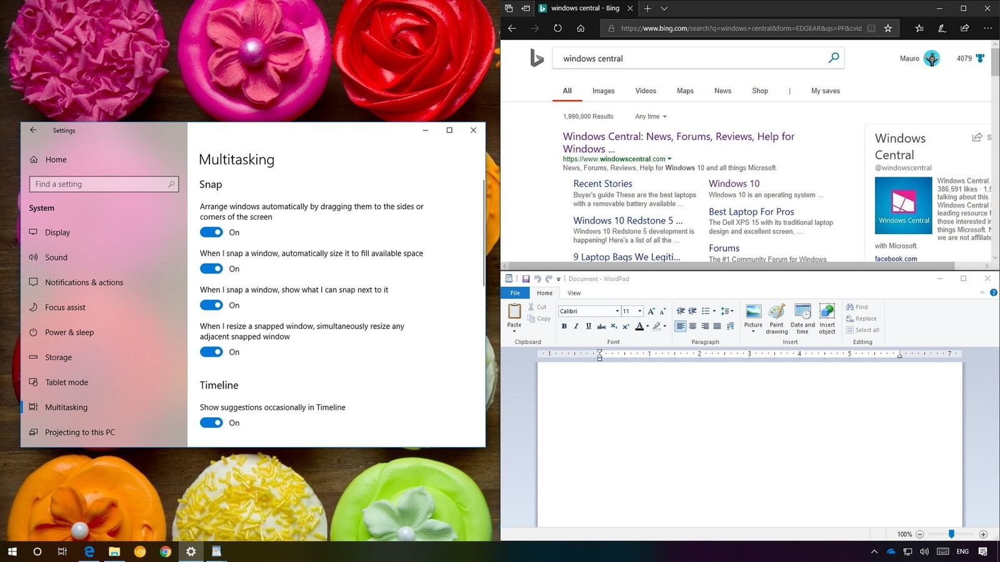 Settings
Home
Find a setting
System
Display
Sound
Notifications & actions
Focus assist
Power & sleep
Storage
Tablet mode
Multitasking
Projecting to this PC
Multitasking
Snap
Arrange windows automatically by dragging them to the sides or
corners of the screen
On
When I snap a window, automatically size it to fill available space
On
When I snap a window, show what I can snap next to it
On
When I resize a snapped window, simultaneously resize any
adjacent snapped window
On
Timeline
Show suggestions occasionally in Timeline
On
windows central - Bing
https://www.bing.com/search?q=windows+central&form=EDGEAR&qs=PF&cvid
windows central
Mauro
4079
All Images Videos Maps News Shop | My saves
1,990,000 Results Any time
Windows Central: News, Forums, Reviews, Help for
Windows ...
https://www.windowscentral.com
News, Forums, Reviews, Help for Windows 10 and all things Microsoft.
Recent Stories
Buyer's guide These are the best laptops
with a removable battery available ...
Windows 10 Redstone 5 ...
Windows 10 Redstone 5 development is
happening! Here's a list of all the ...
9 Laptop Bags We Legiti...
Windows 10
Windows 10 is an operating system ...
Best Laptop For Pros
The Dell XPS 15 with its traditional laptop
design and excellent screen, ...
Forums
The #1 Community Forum for Windows
Windows
Central
S
@windowscentral
Windows Central
Windows Central.
386,591 likes · 1,5
talking about this.
Windows Central i
leading resource f
those interested in
things Microsoft. N
we are not affiliate
with Microsoft.
facebook.com
Document - WordPad
File Home View
Paste
Cut
Copy
Clipboard
Calibri 11
B I U abc X₂ X² A
Font
Paragraph
Picture
Paint
drawing
Date and
time
Insert
object
Insert
Find
Replace
Select all
Editing
1 1 2 3 4 5 7
100%
ENG